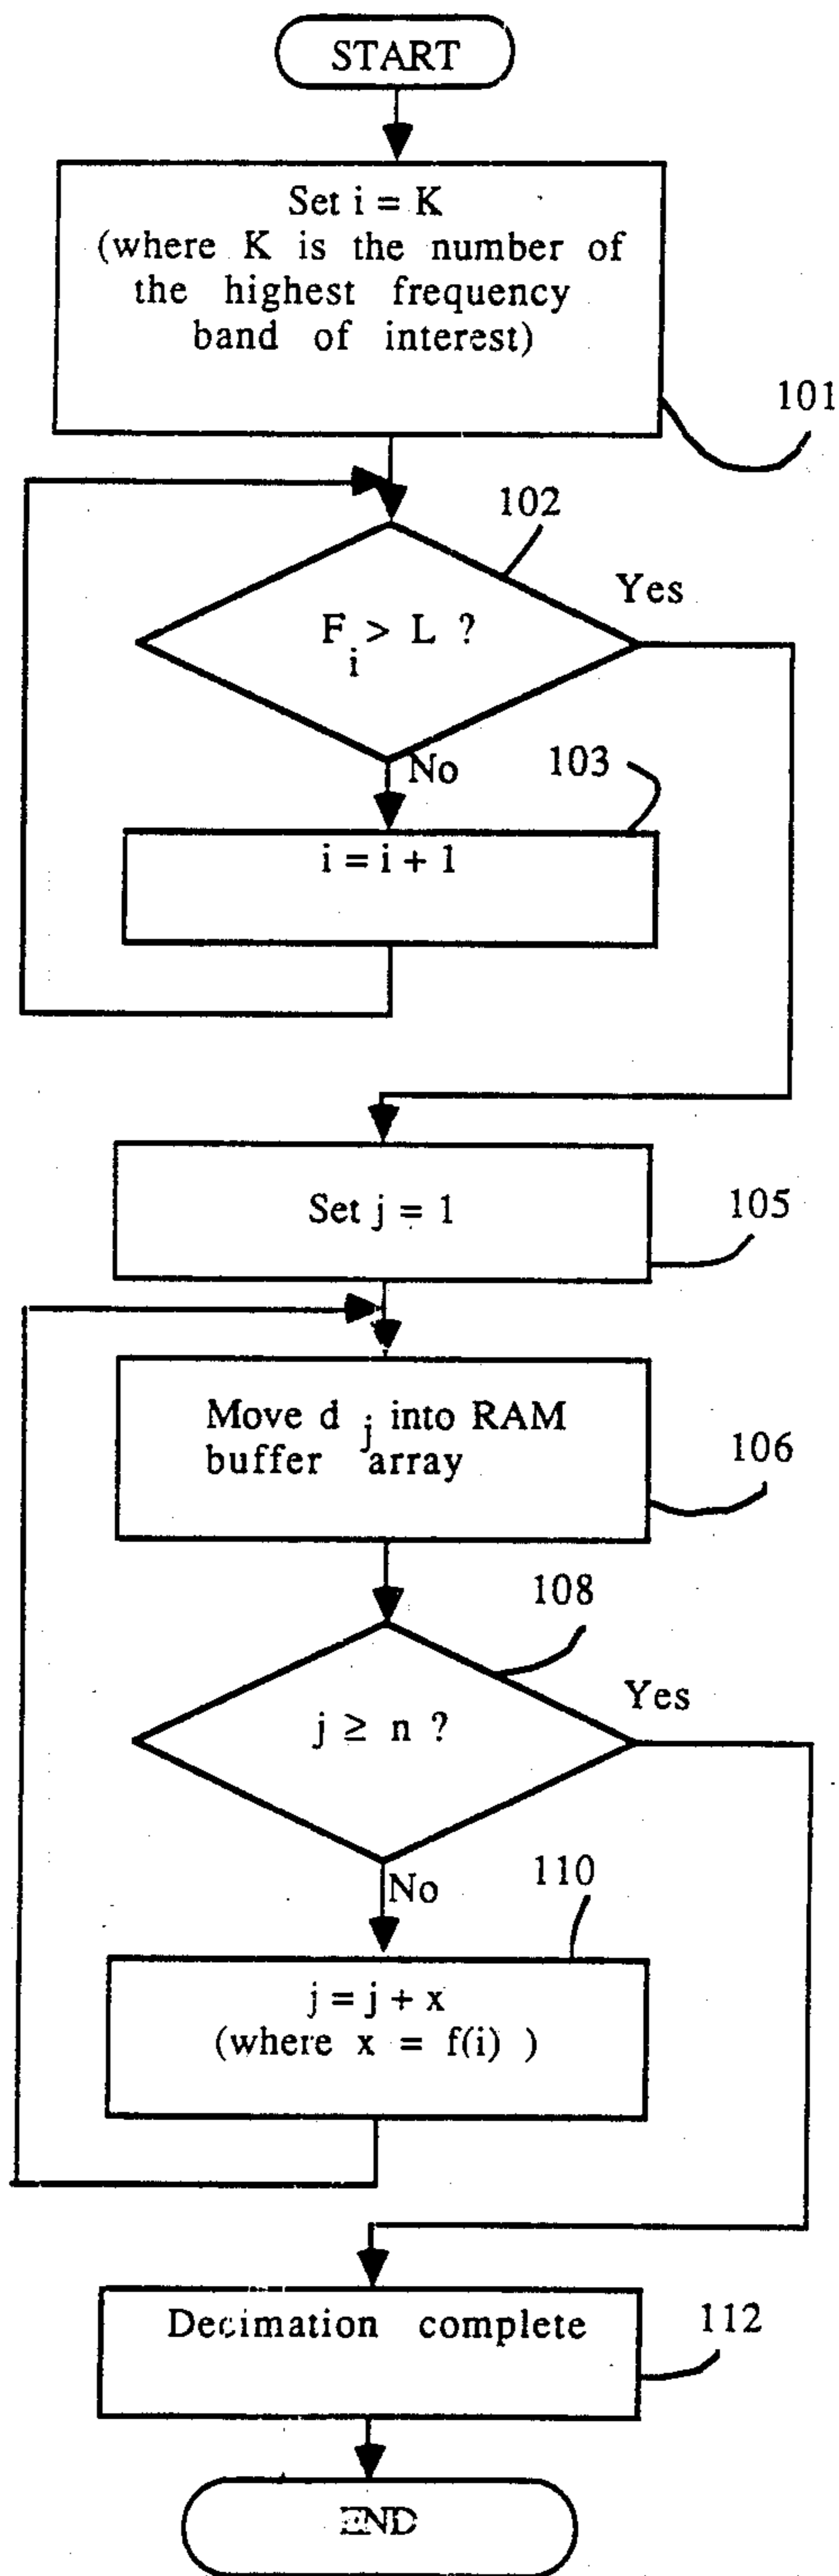 START
Set i = K
(where K is the number of
the highest frequency
band of interest)
101
102
Yes
F i > L ?
No
103
i = i + 1
Set j = 1
105
Move d j into RAM
buffer array
106
108
Yes
j ≥ n ?
No
110
j = j + x
(where x = f(i) )
Decimation complete
112
END